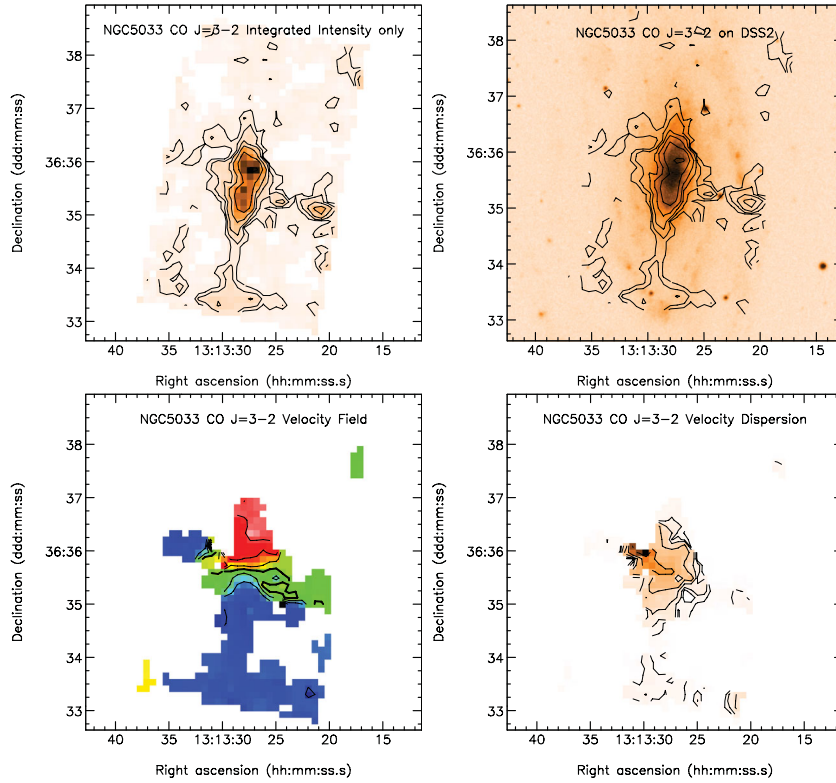 NGC5033 CO J=3-2 Integrated Intensity only
38
37
36:36
35
34
33
Declination (ddd:mm:ss)
40 35 13:13:30 25 20 15
Right ascension (hh:mm:ss.s)
NGC5033 CO J=3-2 on DSS2
38
37
36:36
35
34
33
Declination (ddd:mm:ss)
40 35 13:13:30 25 20 15
Right ascension (hh:mm:ss.s)
NGC5033 CO J=3-2 Velocity Field
38
37
36:36
35
34
33
Declination (ddd:mm:ss)
40 35 13:13:30 25 20 15
Right ascension (hh:mm:ss.s)
NGC5033 CO J=3-2 Velocity Dispersion
38
37
36:36
35
34
33
Declination (ddd:mm:ss)
40 35 13:13:30 25 20 15
Right ascension (hh:mm:ss.s)